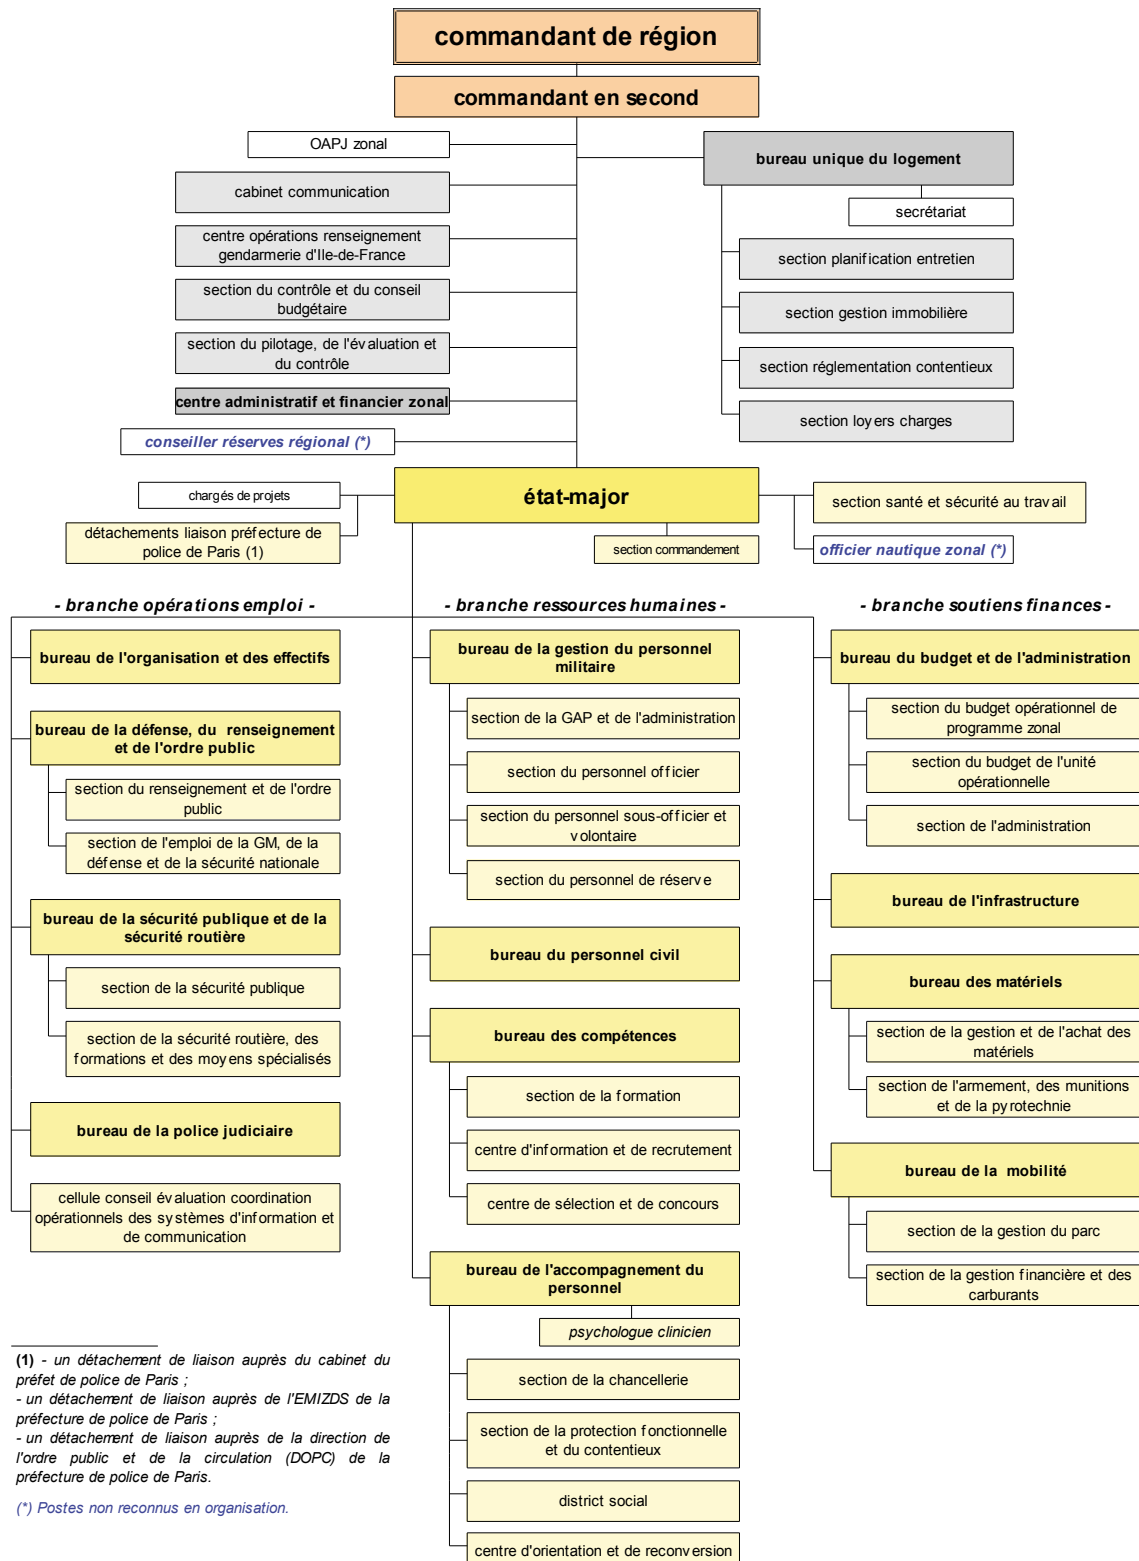 commandant de région
commandant en second
OAPJ zonal
cabinet communication
centre opérations renseignement
gendarmerie d'Ile-de-France
section du contrôle et du conseil
budgétaire
section du pilotage, de l'évaluation et
du contrôle
centre administratif et financier zonal
conseiller réserves régional (*)
bureau unique du logement
secrétariat
section planification entretien
section gestion immobilière
section réglementation contentieux
section loyers charges
état-major
chargés de projets
détachements liaison préfecture de
police de Paris (1)
section commandement
section santé et sécurité au travail
officier nautique zonal (*)
- branche opérations emploi -
bureau de l'organisation et des effectifs
bureau de la défense, du renseignement
et de l'ordre public
section du renseignement et de l'ordre
public
section de l'emploi de la GM, de la
défense et de la sécurité nationale
bureau de la sécurité publique et de la
sécurité routière
section de la sécurité publique
section de la sécurité routière, des
formations et des moyens spécialisés
bureau de la police judiciaire
cellule conseil évaluation coordination
opérationnels des systèmes d'information et
de communication
- branche ressources humaines -
bureau de la gestion du personnel
militaire
section de la GAP et de l'administration
section du personnel officier
section du personnel sous-officier et
volontaire
section du personnel de réserve
bureau du personnel civil
bureau des compétences
section de la formation
centre d'information et de recrutement
centre de sélection et de concours
bureau de l'accompagnement du
personnel
psychologue clinicien
section de la chancellerie
section de la protection fonctionnelle
et du contentieux
district social
centre d'orientation et de reconversion
- branche soutiens finances -
bureau du budget et de l'administration
section du budget opérationnel de
programme zonal
section du budget de l'unité
opérationnelle
section de l'administration
bureau de l'infrastructure
bureau des matériels
section de la gestion et de l'achat des
matériels
section de l'armement, des munitions
et de la pyrotechnie
bureau de la mobilité
section de la gestion du parc
section de la gestion financière et des
carburants
(1) - un détachement de liaison auprès du cabinet du
préfet de police de Paris ;
- un détachement de liaison auprès de l'EMIZDS de la
préfecture de police de Paris ;
- un détachement de liaison auprès de la direction de
l'ordre public et de la circulation (DOPC) de la
préfecture de police de Paris.
(*) Postes non reconnus en organisation.